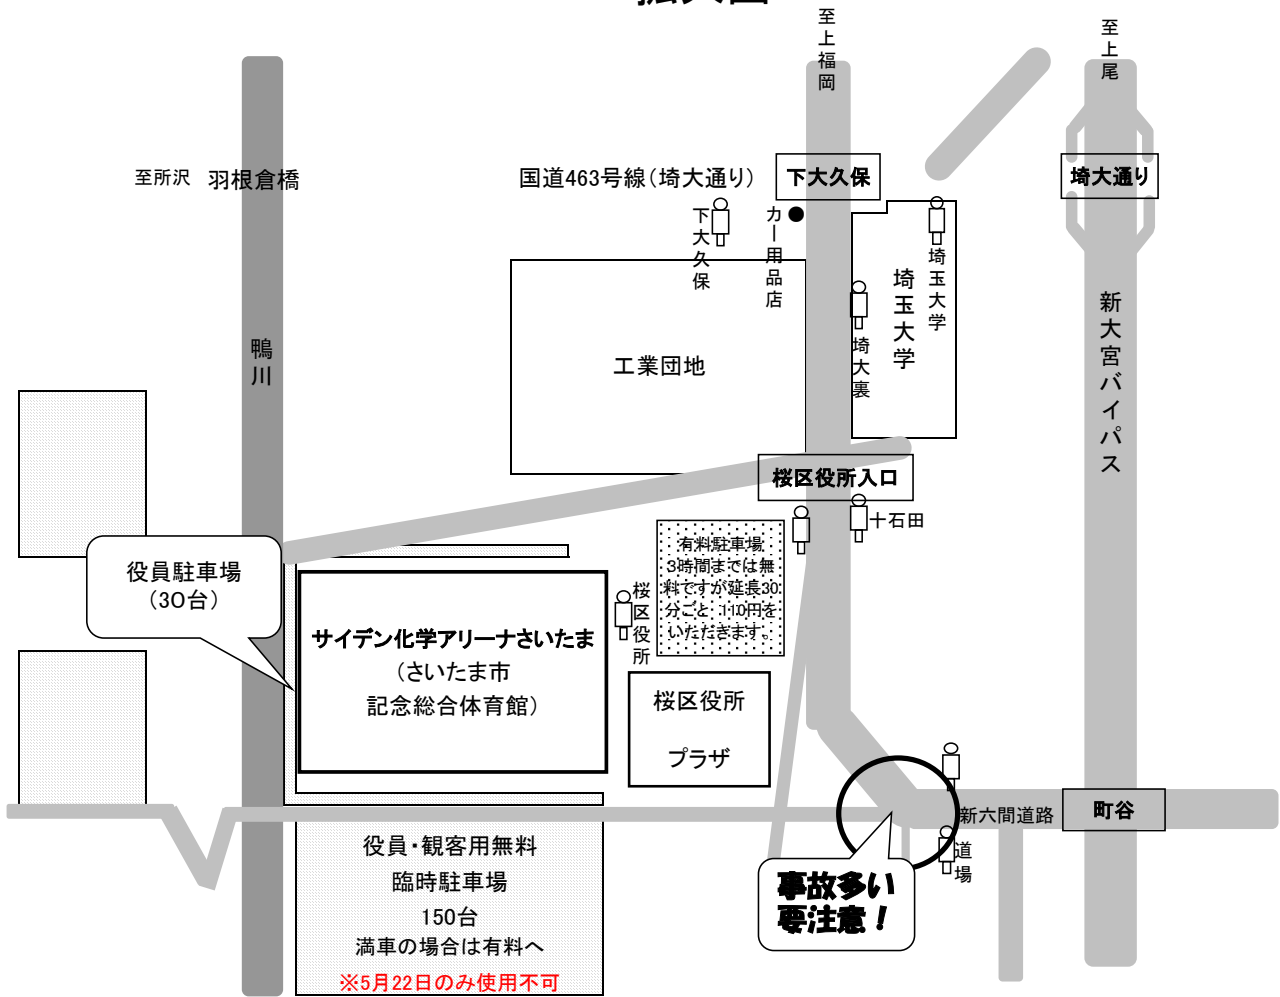 拡大図
至上福岡
至上尾
至所沢
羽根倉橋
国道463号線(埼大通り)
下大久保
埼大通り
下大久保
カー用品店
埼玉大学
埼玉大学
埼大裏
新大宮バイパス
鴨川
工業団地
桜区役所入口
十石田
有料駐車場
3時間までは無
料ですが延長30
分ごと 110円を
いただきます。
役員駐車場
(30台)
桜区役所
サイデン化学アリーナさいたま
(さいたま市
記念総合体育館)
桜区役所
プラザ
新六間道路
町谷
道場
事故多い
要注意!
役員・観客用無料
臨時駐車場
150台
満車の場合は有料へ
※5月22日のみ使用不可